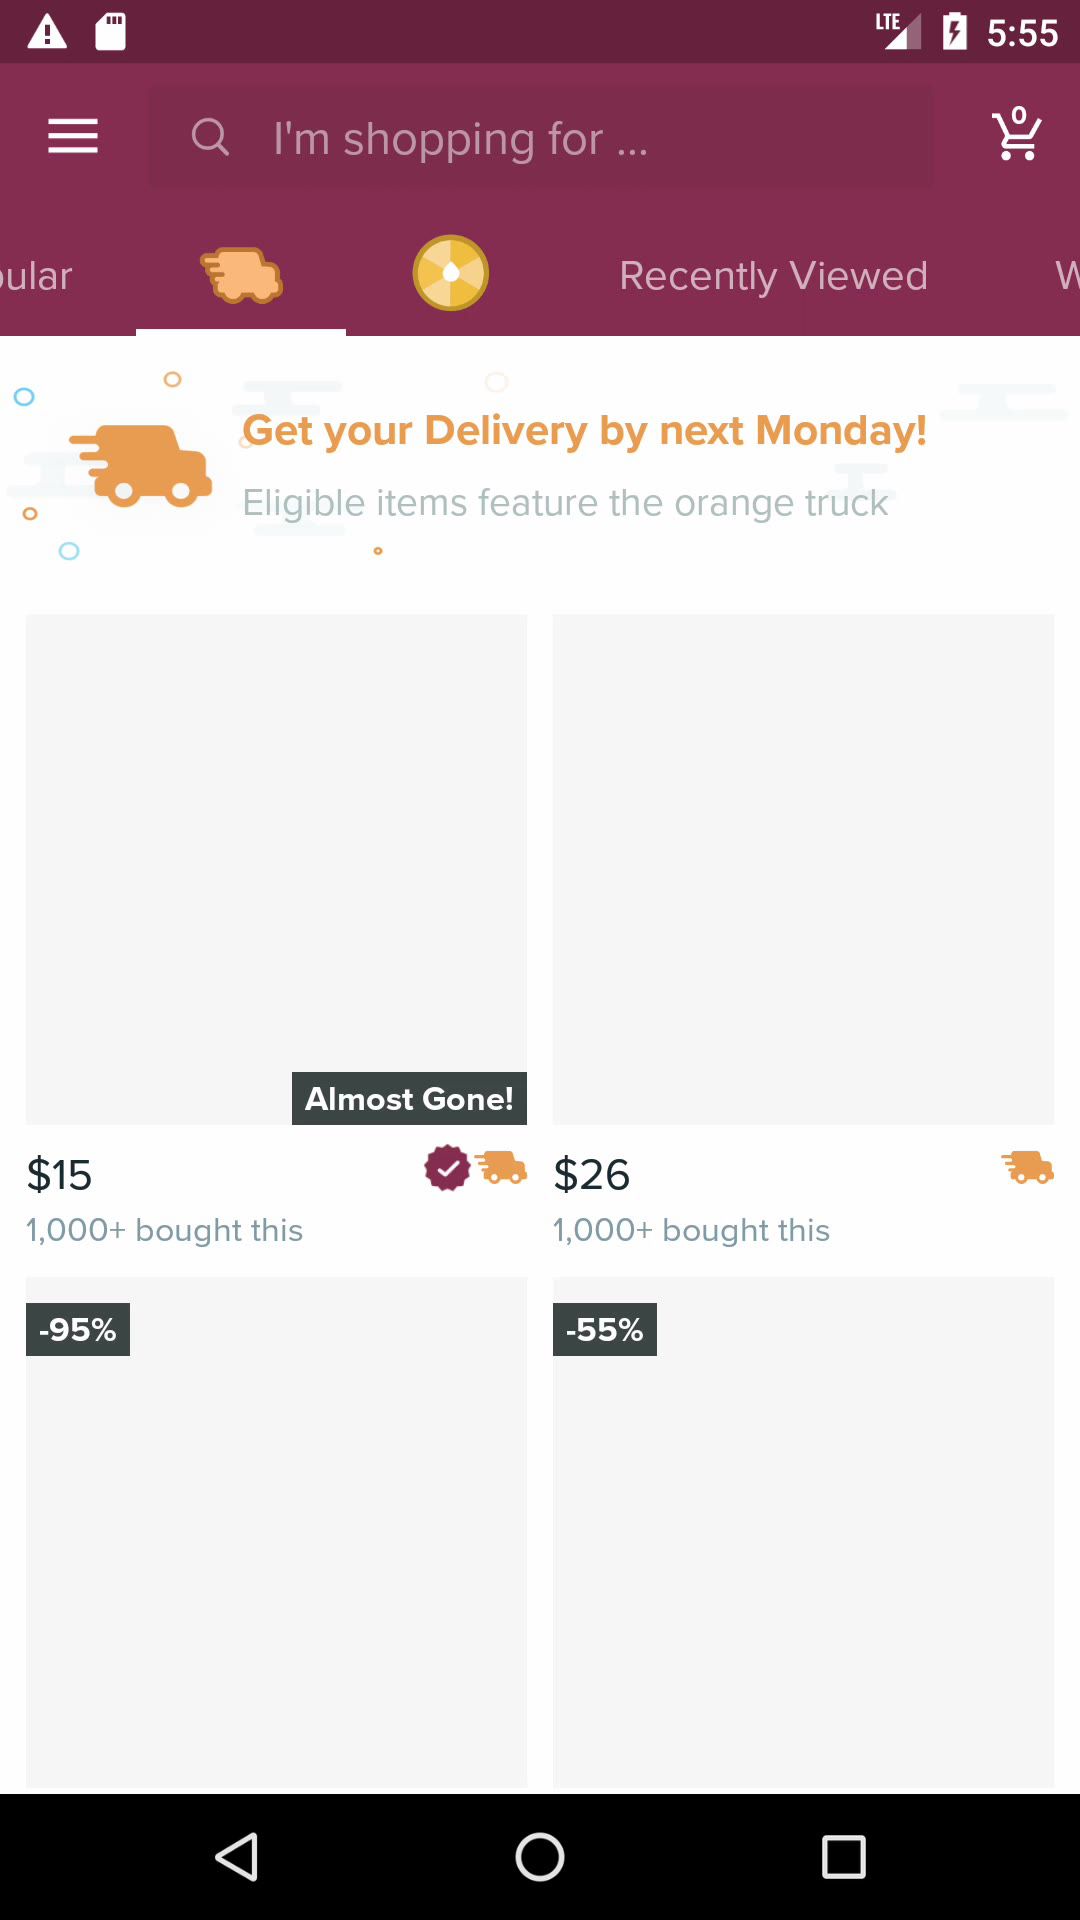 LTE 5:55
I'm shopping for ...
0
ular
Recently Viewed
Get your Delivery by next Monday!
Eligible items feature the orange truck
Almost Gone!
$15
$26
1,000+ bought this
1,000+ bought this
-95%
-55%